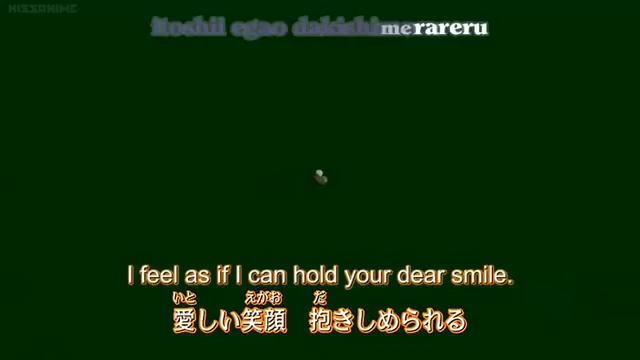 KISSANIME
Itoshii egao dakishimerareru
I feel as if I can hold your dear smile.
いと えがお だ
愛しい笑顔 抱きしめられる